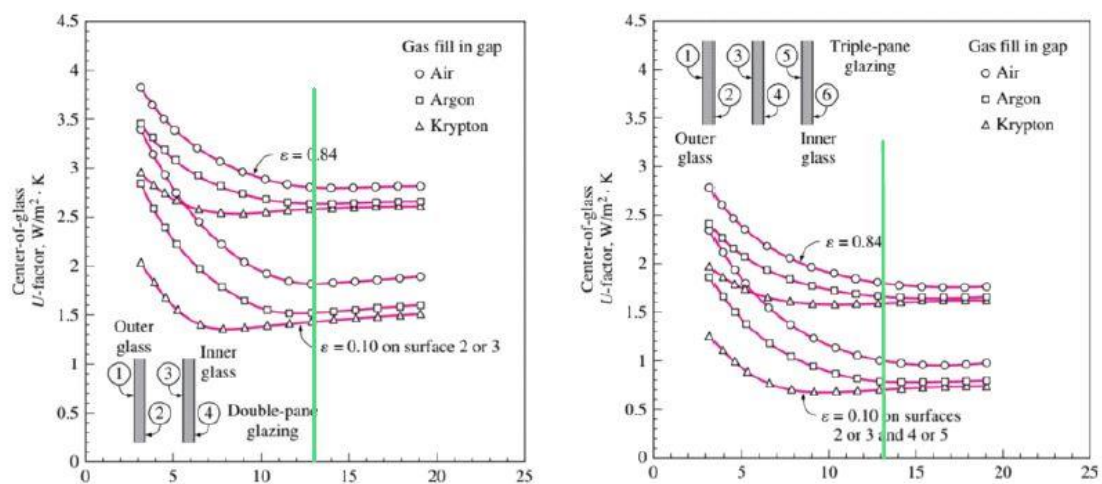 4.5
4
3.5
3
2.5
2
1.5
1
0.5
0
0
5
10
15
20
25
Center-of-glass
U-factor, W/m² · K
Gas fill in gap
Air
Argon
Krypton
ε = 0.84
ε = 0.10 on surface 2 or 3
Outer
glass
Inner
glass
1
2
3
4
Double-pane
glazing
4.5
4
3.5
3
2.5
2
1.5
1
0.5
0
0
5
10
15
20
25
Center-of-glass
U-factor, W/m² · K
1
2
3
4
5
6
Triple-pane
glazing
Outer
glass
Inner
glass
Gas fill in gap
Air
Argon
Krypton
ε = 0.84
ε = 0.10 on surfaces
2 or 3 and 4 or 5